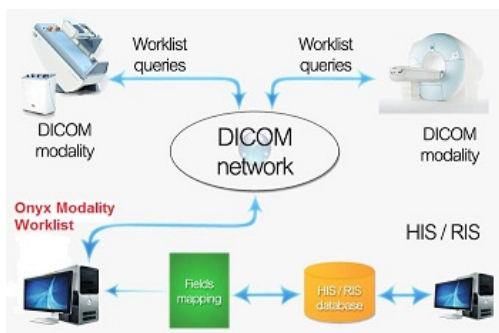 Worklist
queries
Worklist
queries
DICOM
modality
DICOM
modality
DICOM
network
Onyx Modality
Worklist
HIS / RIS
Fields
mapping
HIS / RIS
database